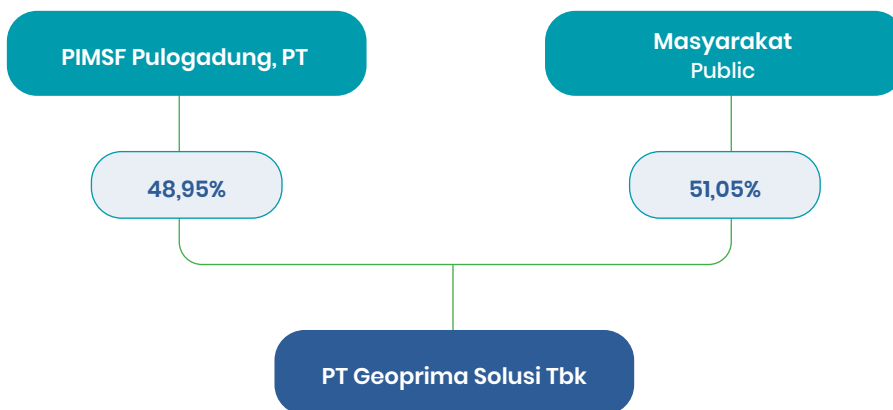 PIMSF Pulogadung, PT
Masyarakat
Public
48,95%
51,05%
PT Geoprima Solusi Tbk